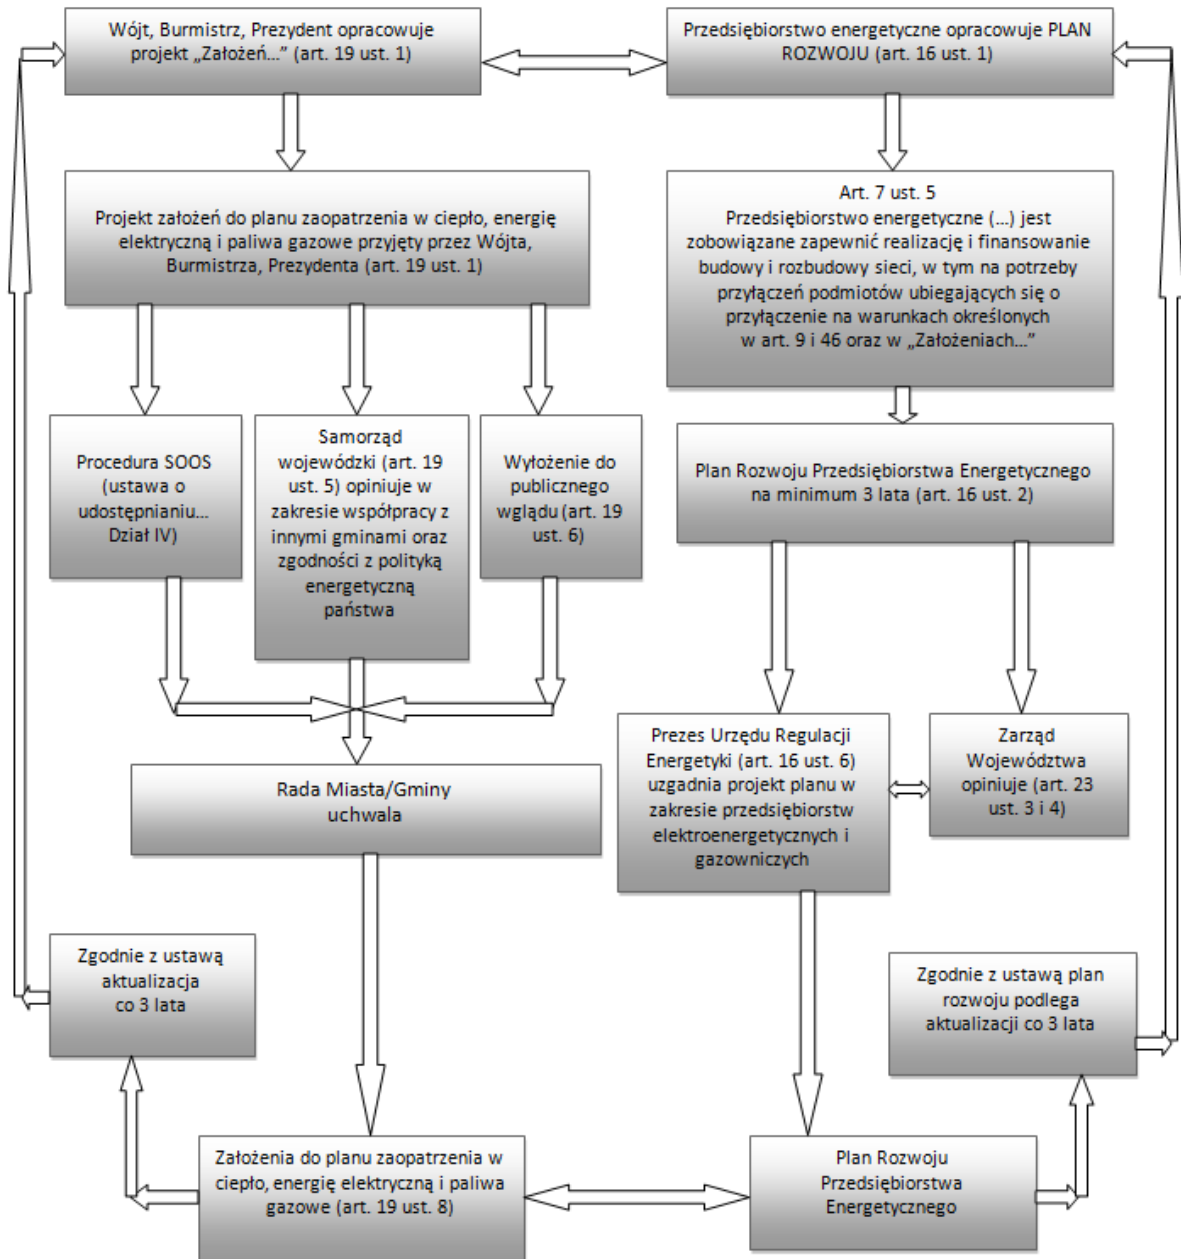 Wójt, Burmistrz, Prezydent opracowuje
projekt „Założeń…” (art. 19 ust. 1)
Przedsiębiorstwo energetyczne opracowuje PLAN
ROZWOJU (art. 16 ust. 1)
Projekt założeń do planu zaopatrzenia w ciepło, energię
elektryczną i paliwa gazowe przyjęty przez Wójta,
Burmistrza, Prezydenta (art. 19 ust. 1)
Art. 7 ust. 5
Przedsiębiorstwo energetyczne (…) jest
zobowiązane zapewnić realizację i finansowanie
budowy i rozbudowy sieci, w tym na potrzeby
przyłączeń podmiotów ubiegających się o
przyłączenie na warunkach określonych
w art. 9 i 46 oraz w „Założeniach…”
Procedura SOOS
(ustawa o
udostępnianiu…
Dział IV)
Samorząd
wojewódzki (art. 19
ust. 5) opiniuje w
zakresie współpracy z
innymi gminami oraz
zgodności z polityką
energetyczną
państwa
Wyłożenie do
publicznego
wglądu (art. 19
ust. 6)
Plan Rozwoju Przedsiębiorstwa Energetycznego
na minimum 3 lata (art. 16 ust. 2)
Prezes Urzędu Regulacji
Energetyki (art. 16 ust. 6)
uzgadnia projekt planu w
zakresie przedsiębiorstw
elektroenergetycznych i
gazowniczych
Zarząd
Województwa
opiniuje (art. 23
ust. 3 i 4)
Rada Miasta/Gminy
uchwala
Zgodnie z ustawą
aktualizacja
co 3 lata
Zgodnie z ustawą plan
rozwoju podlega
aktualizacji co 3 lata
Założenia do planu zaopatrzenia w
ciepło, energię elektryczną i paliwa
gazowe (art. 19 ust. 8)
Plan Rozwoju
Przedsiębiorstwa
Energetycznego